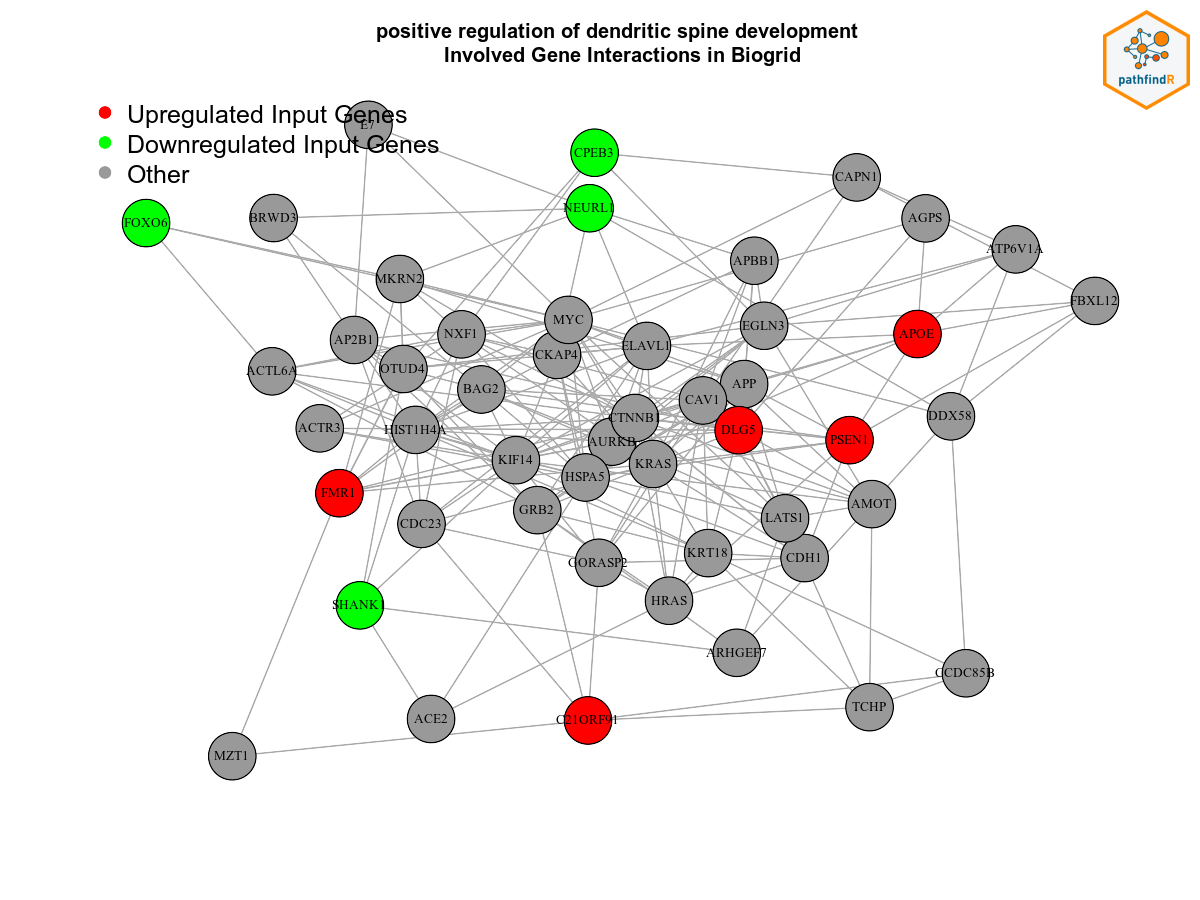 positive regulation of dendritic spine development
Involved Gene Interactions in Biogrid
pathfindR
Upregulated Input Genes
Downregulated Input Genes
Other
E7
CPEB3
CAPN1
NEURL1
FOXO6
BRWD3
AGPS
ATP6V1A
APBB1
MKRN2
FBXL12
MYC
EGLN3
NXF1
APOE
AP2B1
ELAVL1
CKAP4
OTUD4
ACTL6A
APP
BAG2
CAV1
DDX58
CTNNB1
ACTR3
HIST1H4A
DLG5
AURKB
PSEN1
KIF14
KRAS
HSPA5
FMR1
AMOT
GRB2
LATS1
CDC23
KRT18
CDH1
GORASP2
HRAS
SHANK1
ARHGEF7
CCDC85B
TCHP
ACE2
C21ORF91
MZT1